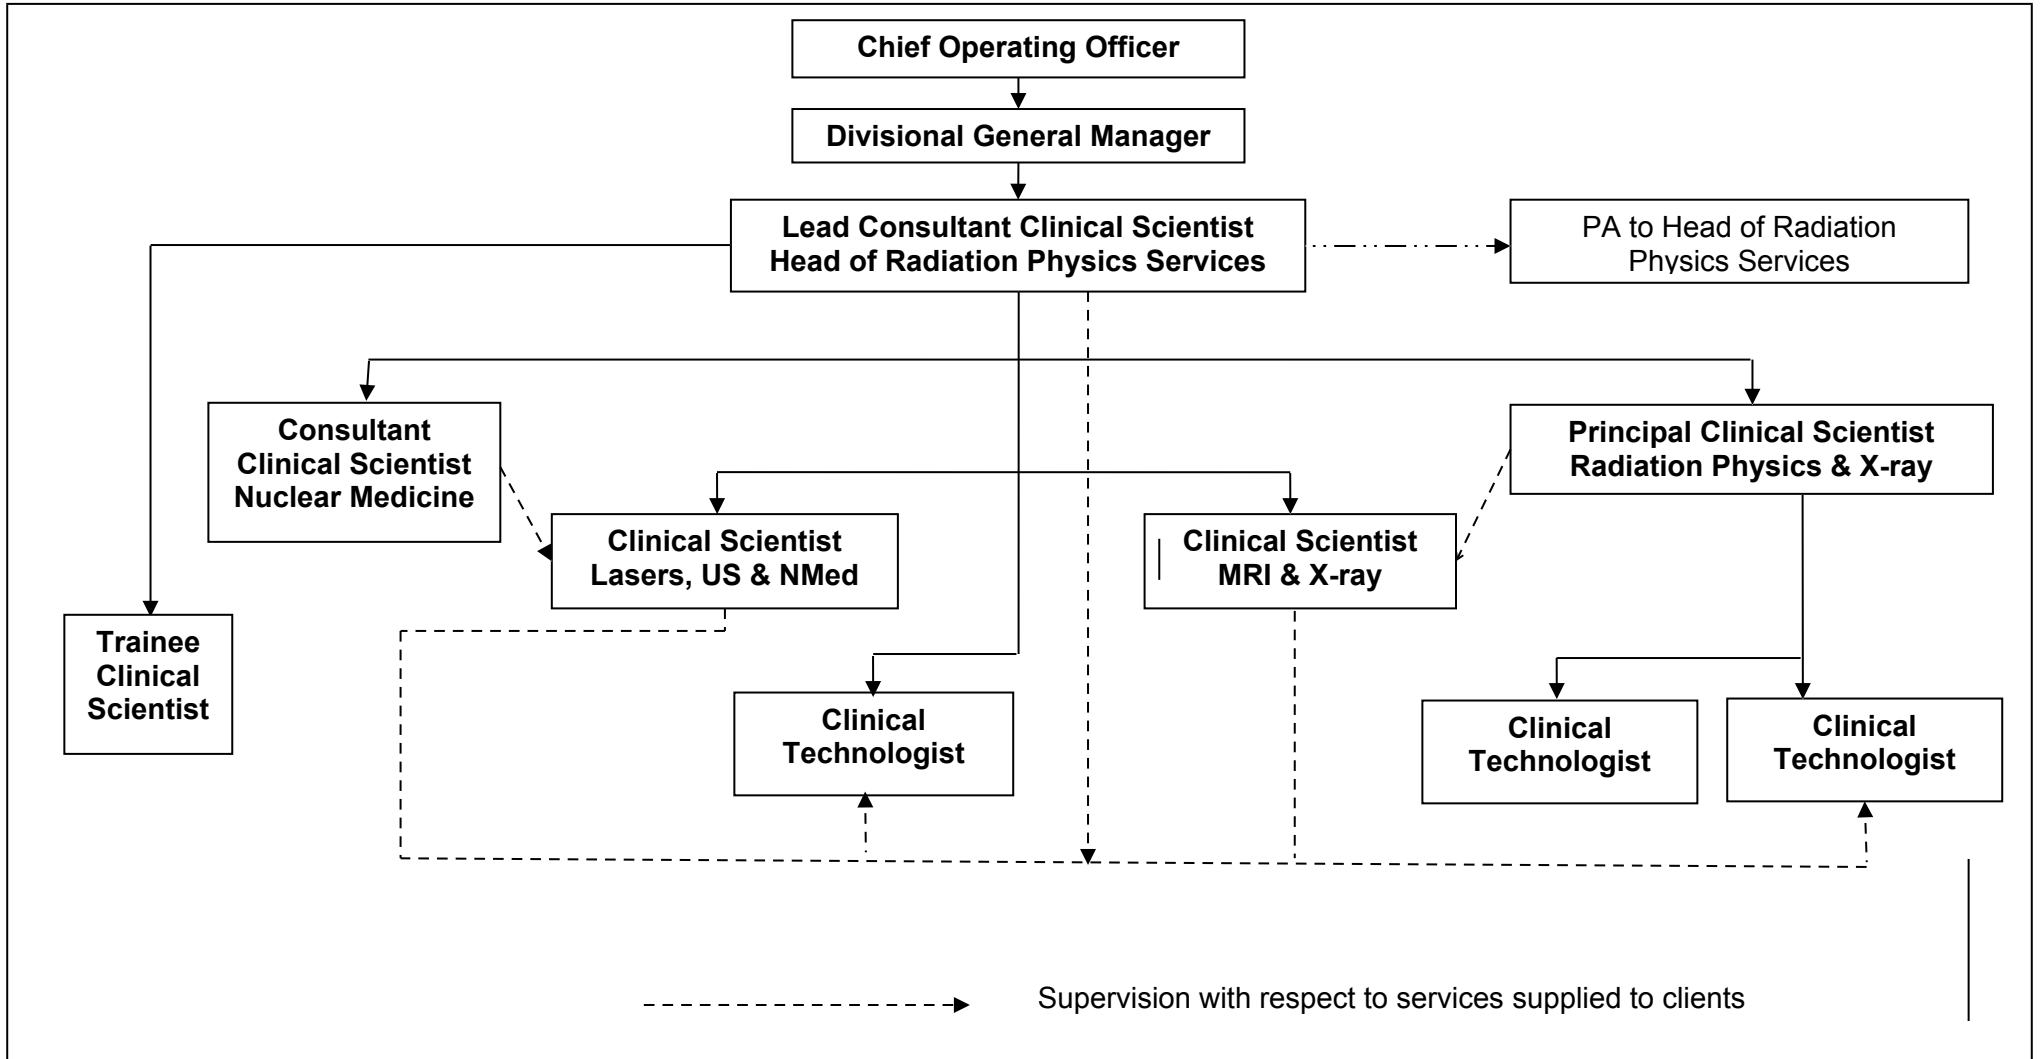 Chief Operating Officer
Divisional General Manager
Lead Consultant Clinical Scientist
Head of Radiation Physics Services
PA to Head of Radiation
Physics Services
Consultant
Clinical Scientist
Nuclear Medicine
Principal Clinical Scientist
Radiation Physics & X-ray
Clinical Scientist
Lasers, US & NMed
Clinical Scientist
MRI & X-ray
Trainee
Clinical
Scientist
Clinical
Technologist
Clinical
Technologist
Clinical
Technologist
Supervision with respect to services supplied to clients